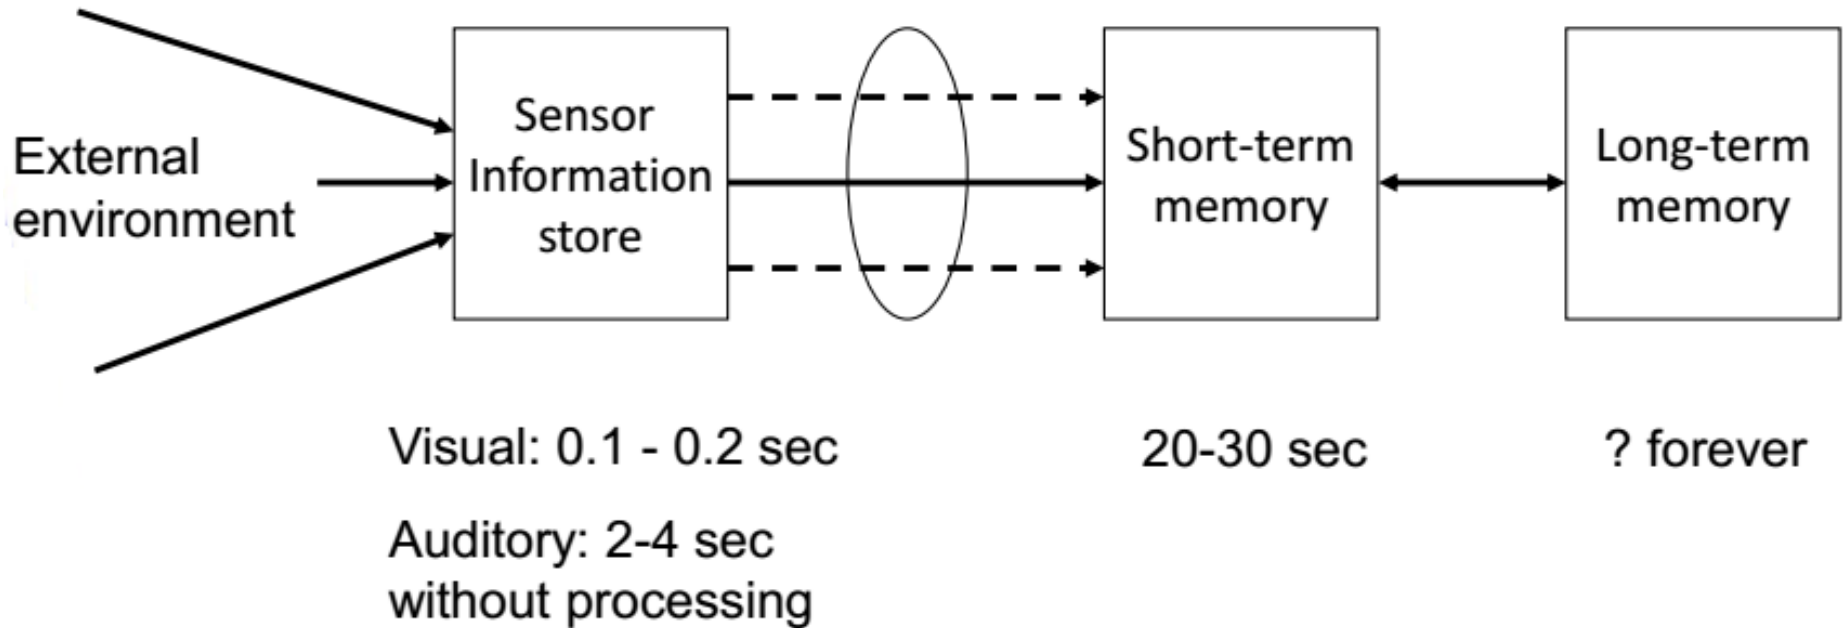 External
environment
Sensor
Information
store
Short-term
memory
Long-term
memory
Visual: 0.1 - 0.2 sec
Auditory: 2-4 sec
without processing
20-30 sec
? forever